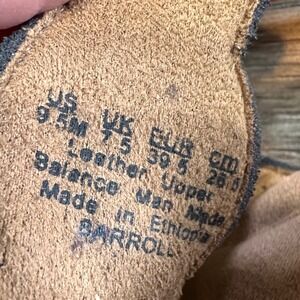 US UK EUR cm
9.5M 7.5 39.5 26.0
Leather Upper
Balance Man Made
Made in Ethiopia
BARROLL